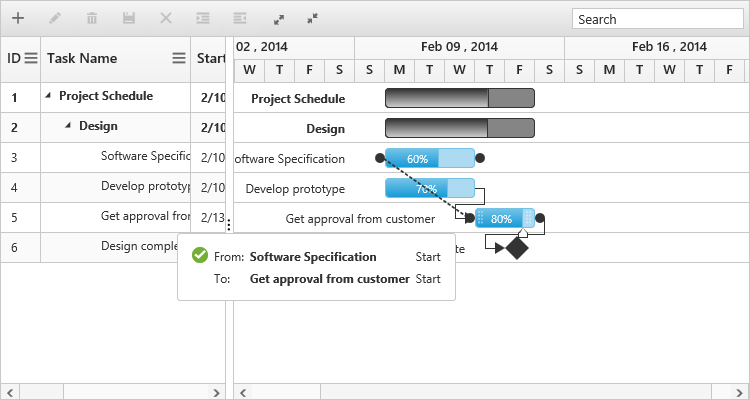 Search
ID Task Name Start
02 , 2014 Feb 09 , 2014 Feb 16 , 2014
W T F S S M T W T F S S M T W T F
1 Project Schedule 2/10 Project Schedule
2 Design 2/10 Design
3 Software Specific 2/10 oftware Specification 60%
4 Develop prototyp 2/10 Develop prototype 70%
5 Get approval fron 2/13 Get approval from customer 80%
6 Design comple te
From: Software Specification Start
To: Get approval from customer Start